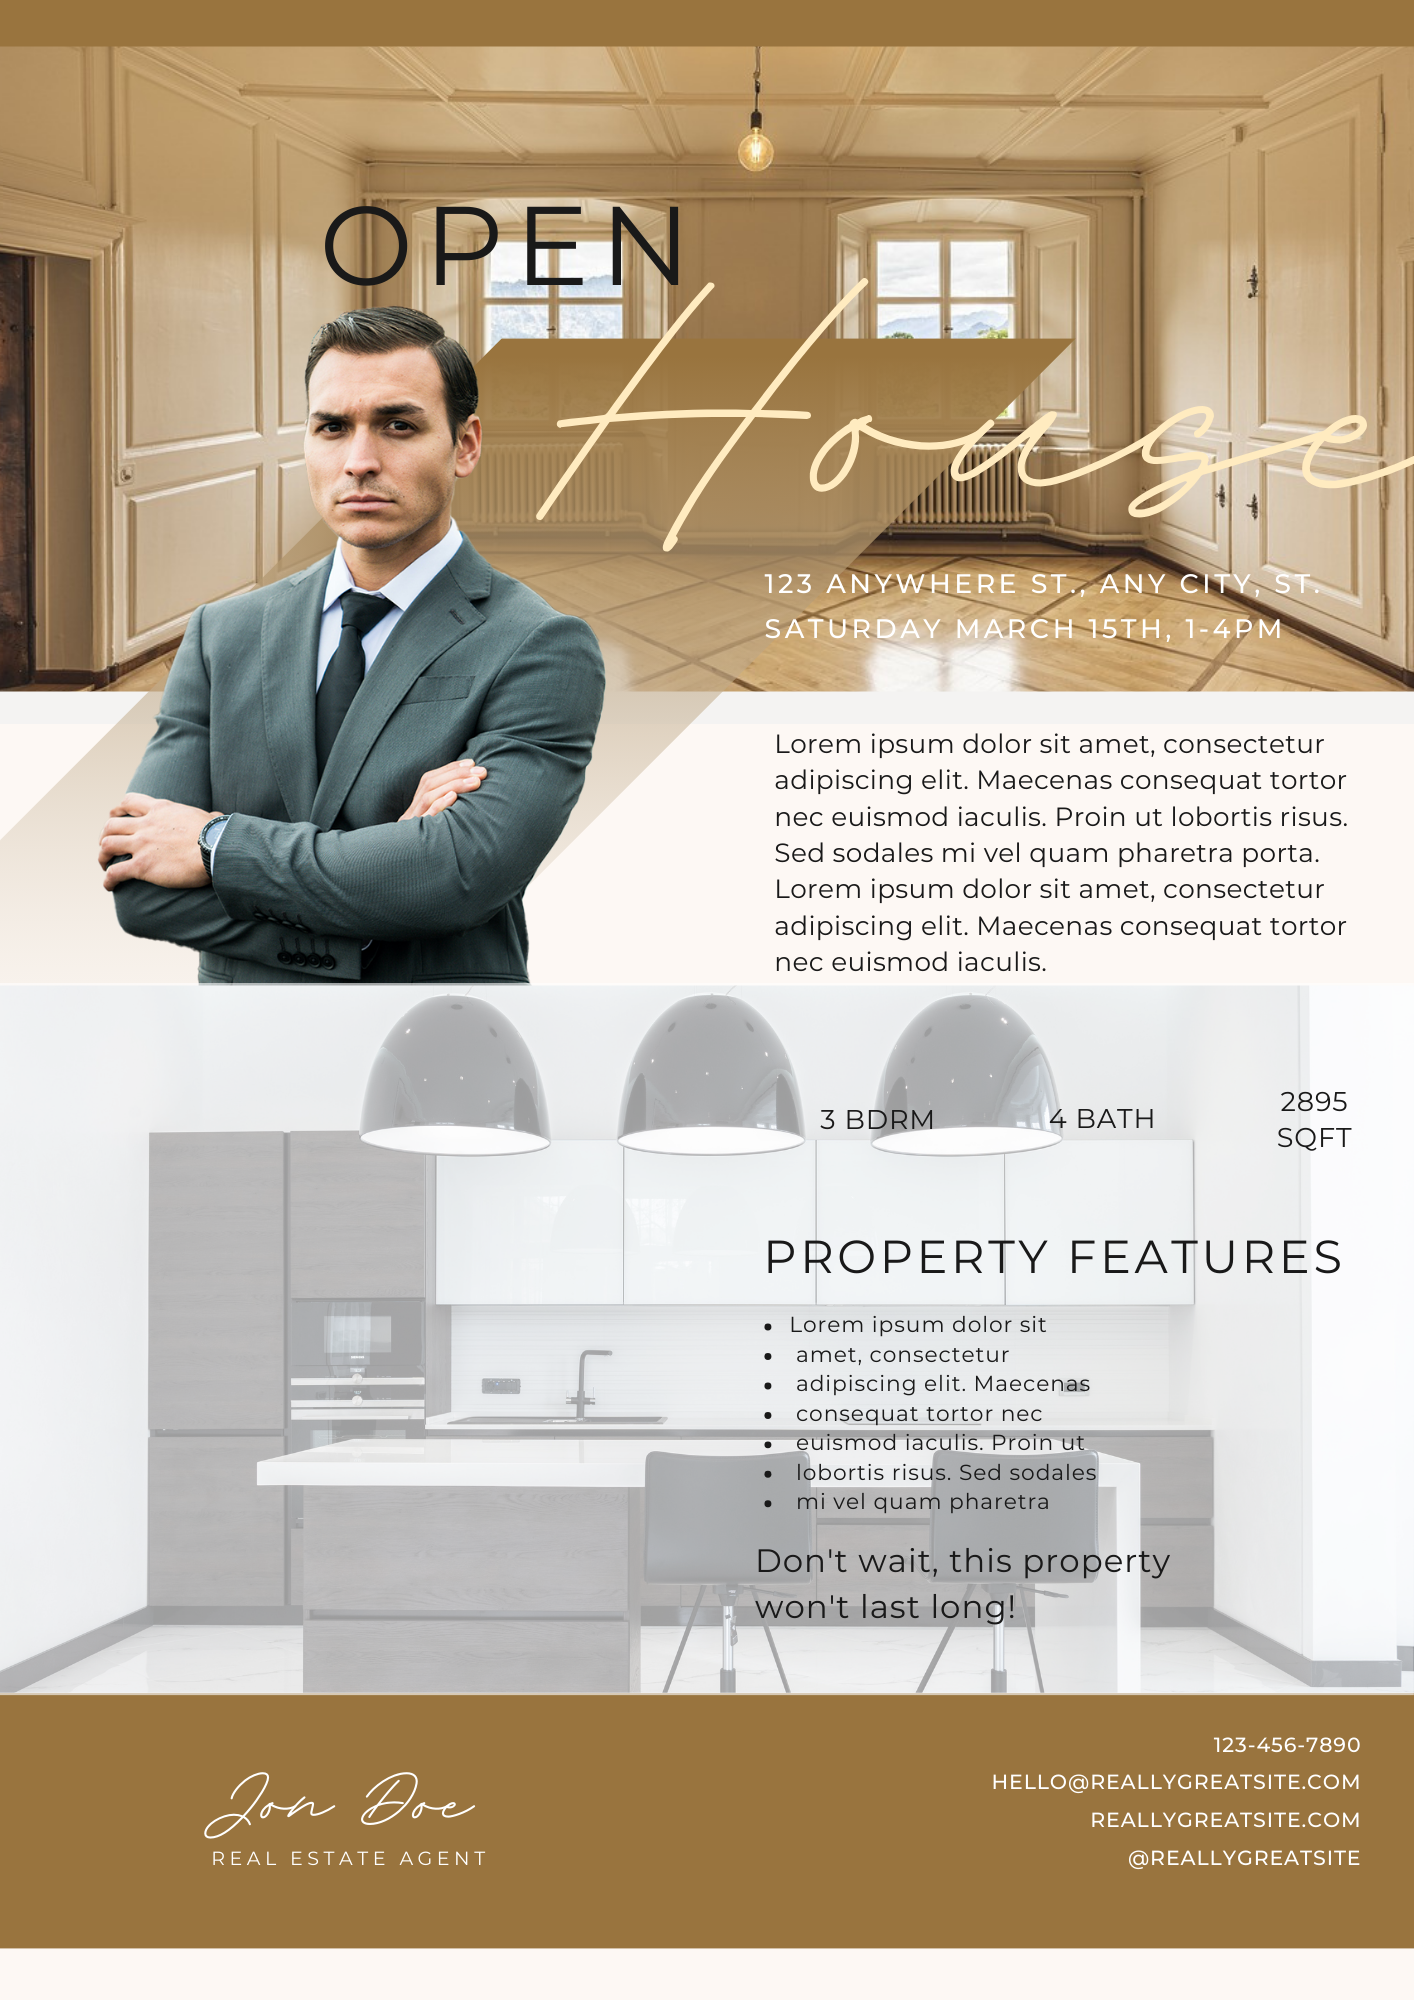 OPEN
House
123 ANYWHERE ST., ANY CITY, ST.
SATURDAY MARCH 15TH, 1-4PM
Lorem ipsum dolor sit amet, consectetur
adipiscing elit. Maecenas consequat tortor
nec euismod iaculis. Proin ut lobortis risus.
Sed sodales mi vel quam pharetra porta.
Lorem ipsum dolor sit amet, consectetur
adipiscing elit. Maecenas consequat tortor
nec euismod iaculis.
3 BDRM
4 BATH
2895
SQFT
PROPERTY FEATURES
• Lorem ipsum dolor sit
• amet, consectetur
• adipiscing elit. Maecenas
• consequat tortor nec
• euismod iaculis. Proin ut
• lobortis risus. Sed sodales
• mi vel quam pharetra
Don't wait, this property
won't last long!
Jon Doe
REAL ESTATE AGENT
123-456-7890
HELLO@REALLYGREATSITE.COM
REALLYGREATSITE.COM
@REALLYGREATSITE